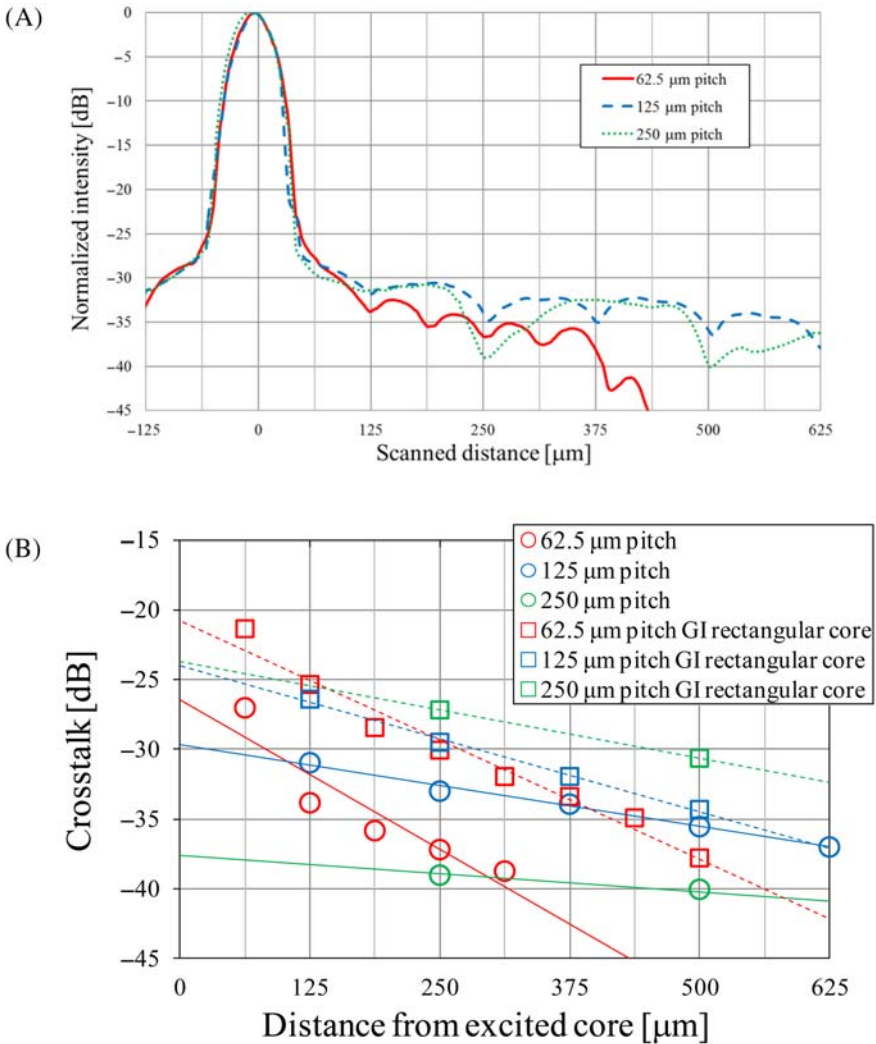 (A)
0
−5
−10
−15
−20
−25
−30
−35
−40
−45
Normalized intensity [dB]
62.5 μm pitch
125 μm pitch
250 μm pitch
−125 0 125 250 375 500 625
Scanned distance [μm]
(B)
−15
−20
−25
−30
−35
−40
−45
Crosstalk [dB]
62.5 μm pitch
125 μm pitch
250 μm pitch
62.5 μm pitch GI rectangular core
125 μm pitch GI rectangular core
250 μm pitch GI rectangular core
0 125 250 375 500 625
Distance from excited core [μm]